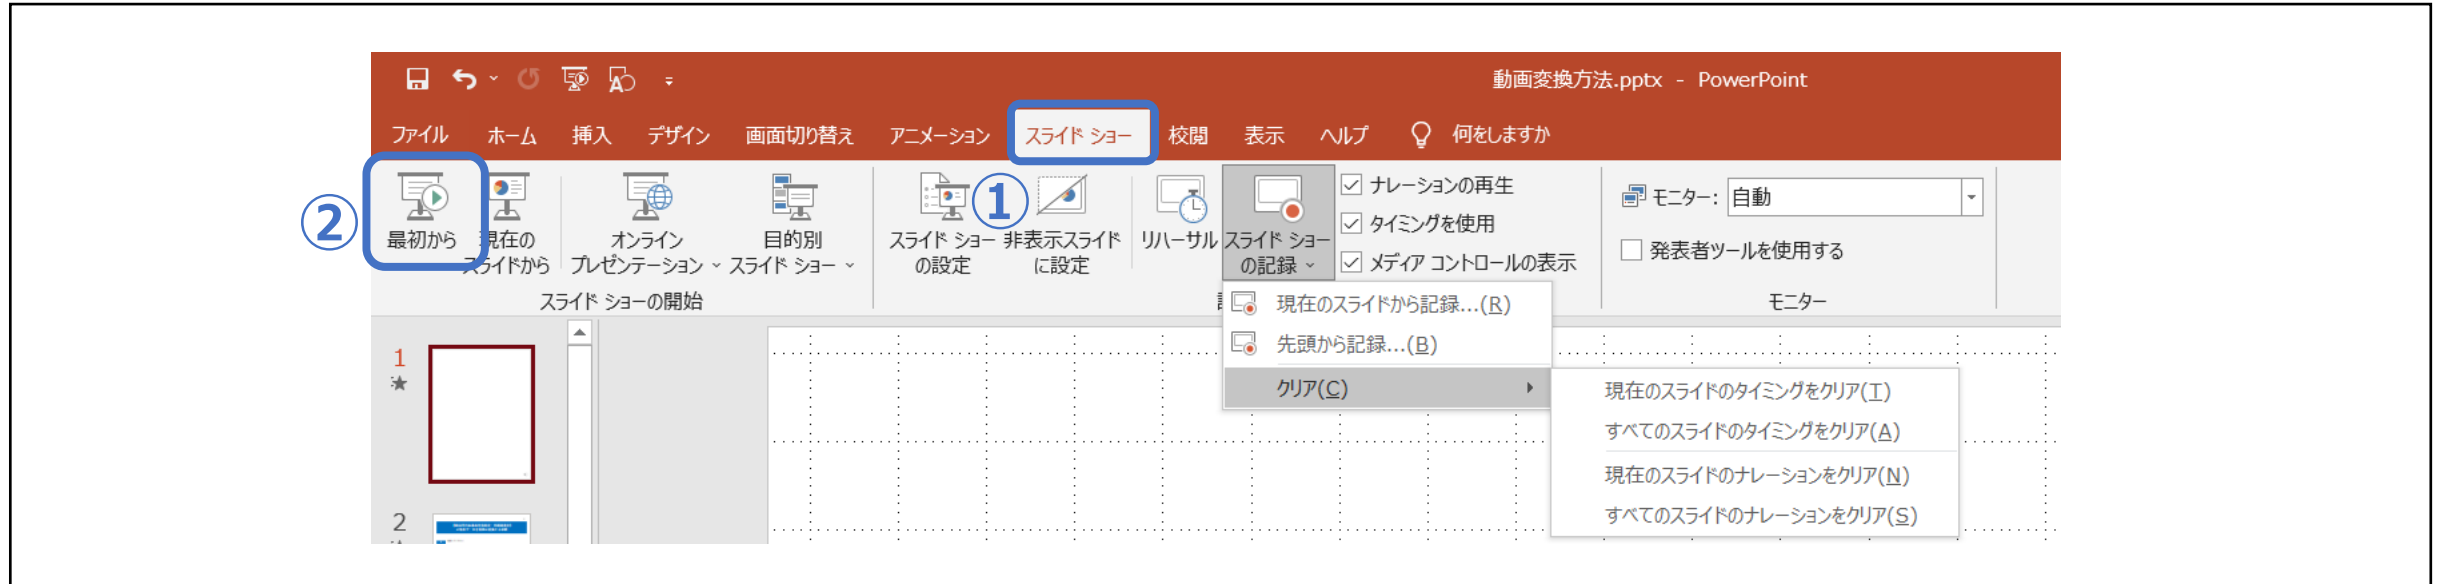 動画変換方法.pptx - PowerPoint
ファイル ホーム 挿入 デザイン 画面切り替え アニメーション スライド ショー 校閲 表示 ヘルプ 何をしますか
② ①
最初から 現在の オンライン 目的別 スライド ショー 非表示スライド リハーサル スライド ショー
スライドから プレゼンテーション スライド ショー の設定 に設定 の記録
ナレーションの再生
タイミングを使用
メディア コントロールの表示
モニター: 自動
発表者ツールを使用する
スライド ショーの開始
モニター
現在のスライドから記録...(R)
先頭から記録...(B)
クリア(C)
現在のスライドのタイミングをクリア(T)
すべてのスライドのタイミングをクリア(A)
現在のスライドのナレーションをクリア(N)
すべてのスライドのナレーションをクリア(S)
1
2